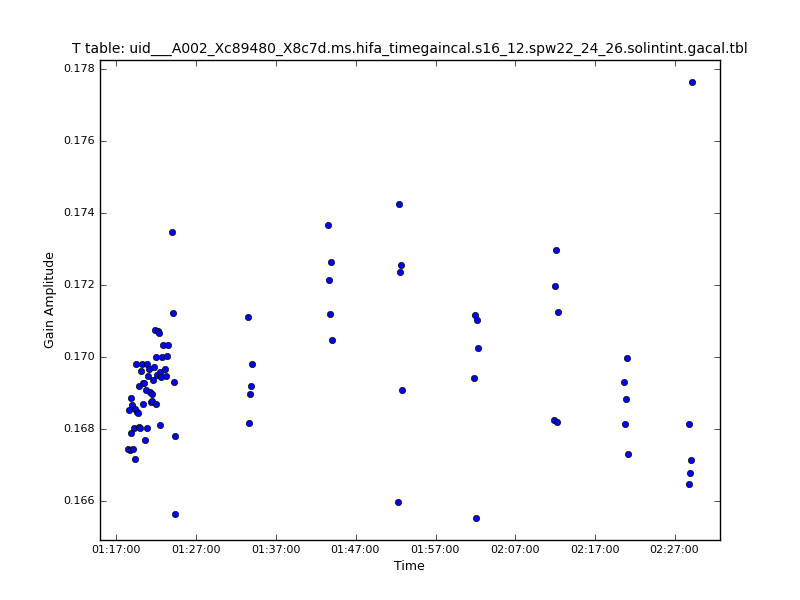 T table: uid___A002_Xc89480_X8c7d.ms.hifa_timegaincal.s16_12.spw22_24_26.solintint.gacal.tbl
0.178
0.176
0.174
0.172
0.170
0.168
0.166
Gain Amplitude
01:17:00 01:27:00 01:37:00 01:47:00 01:57:00 02:07:00 02:17:00 02:27:00
Time